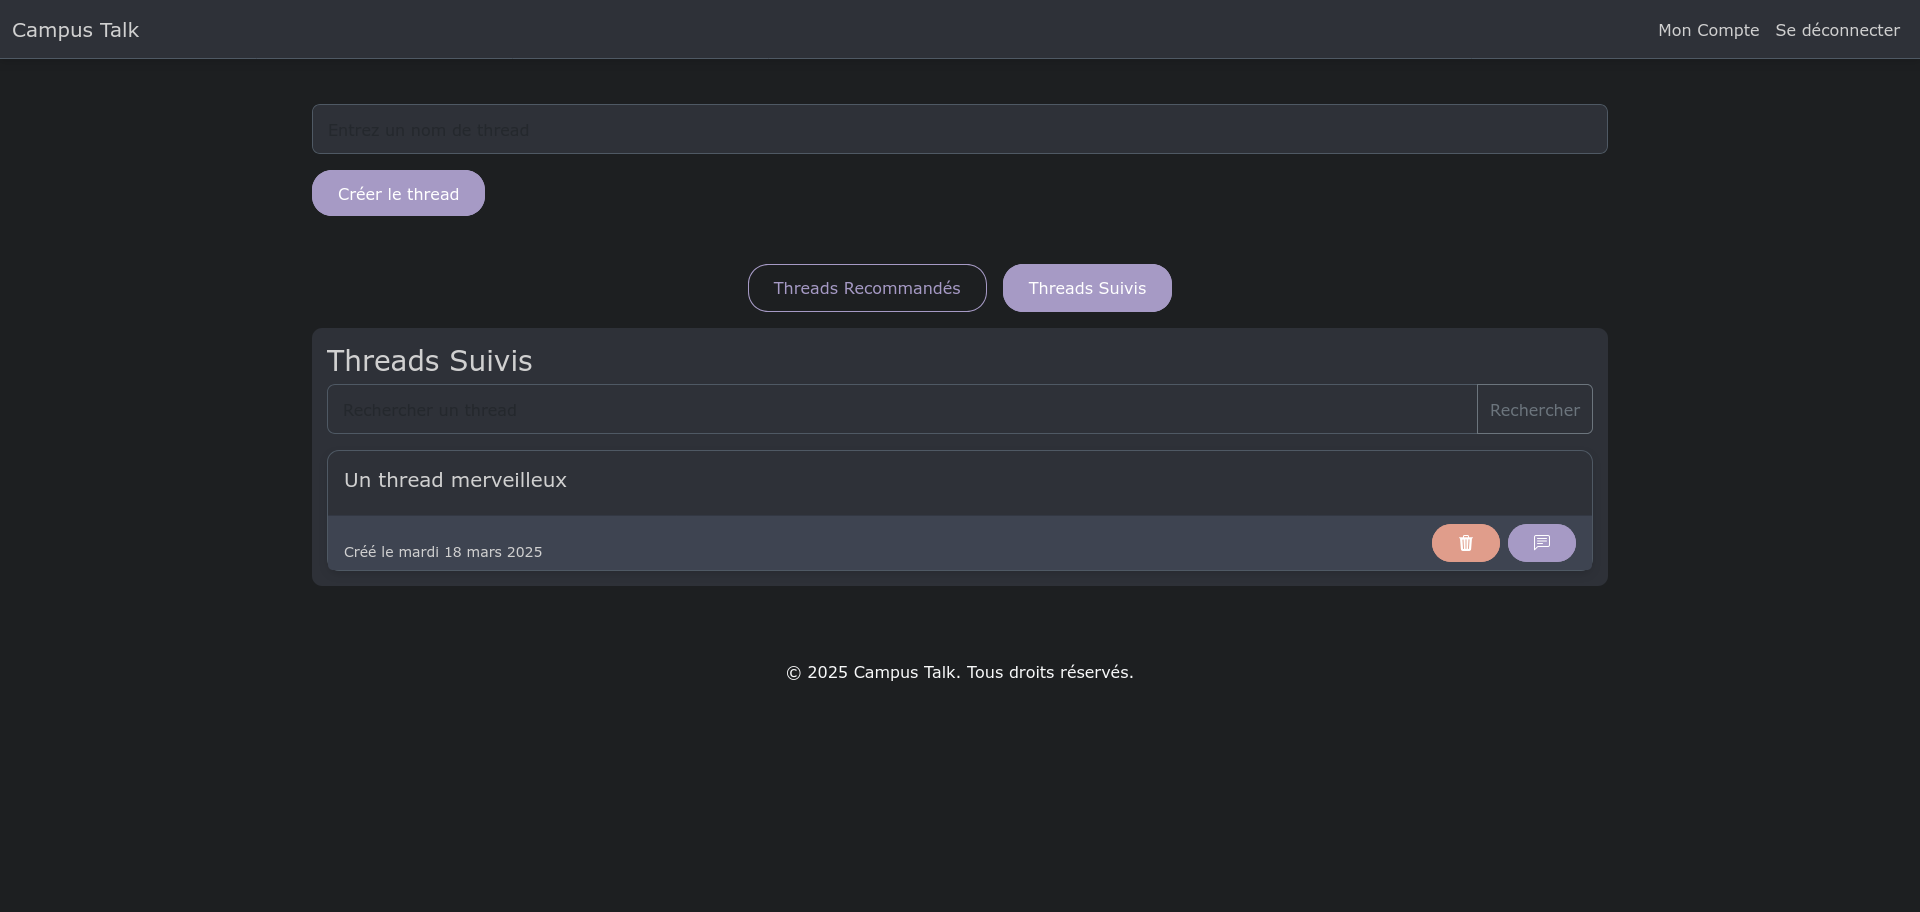 Campus Talk
Mon Compte
Se déconnecter
Entrez un nom de thread
Créer le thread
Threads Recommandés
Threads Suivis
Threads Suivis
Rechercher un thread
Rechercher
Un thread merveilleux
Créé le mardi 18 mars 2025
© 2025 Campus Talk. Tous droits réservés.